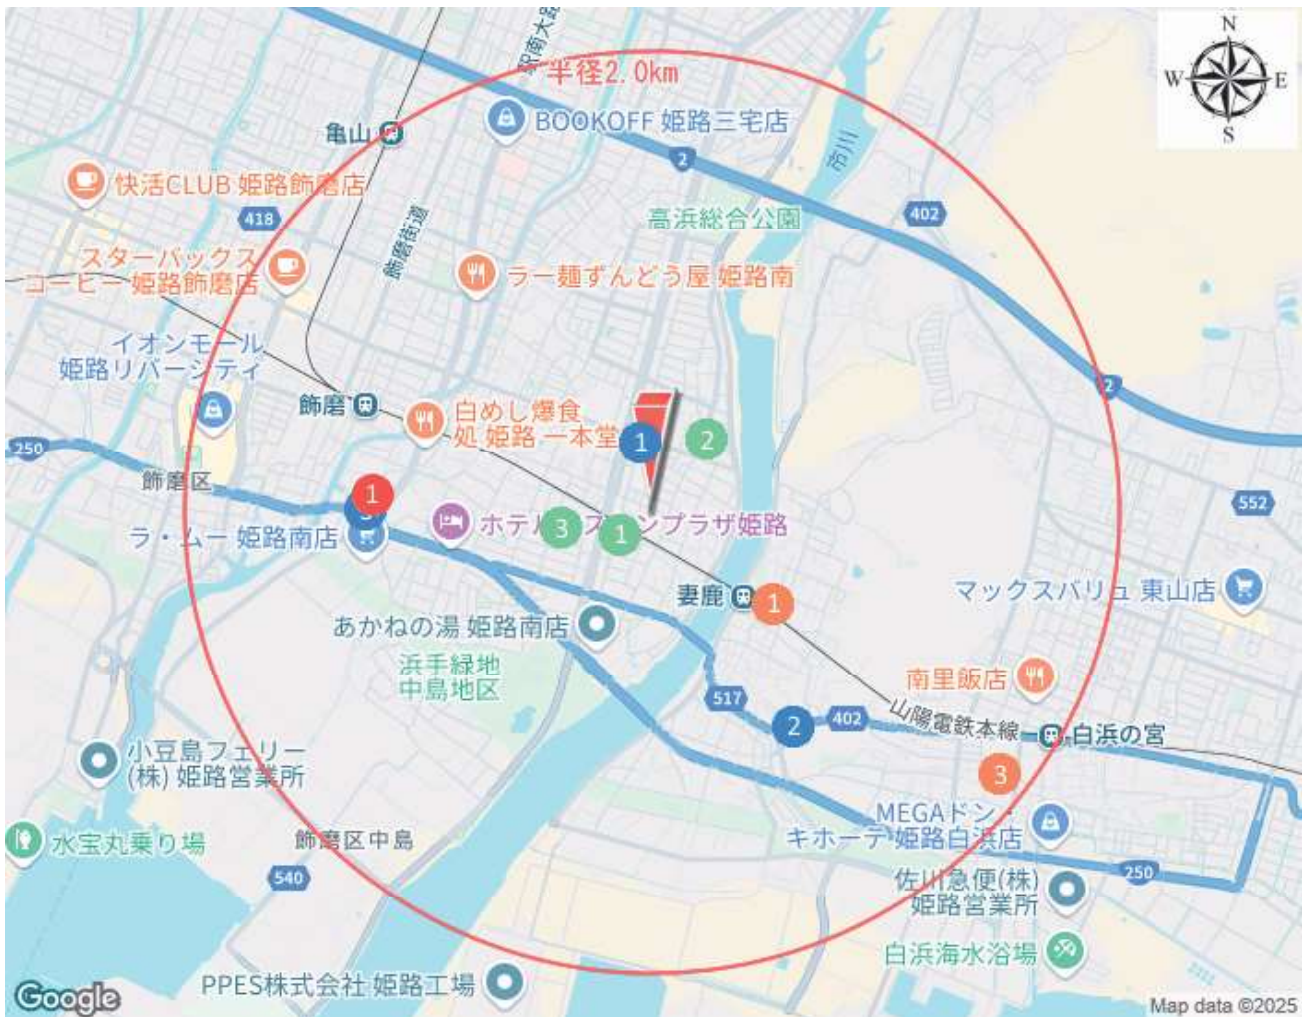 N
W
E
S
駅南大路
半径2.0km
亀山
BOOKOFF 姫路三宅店
2
市川
快活CLUB 姫路飾磨店
418
飾磨街道
高浜総合公園
402
スターバックス
コーヒー 姫路飾磨店
ラー麺ずんどう屋 姫路南
イオンモール
姫路リバーシティ
飾磨
白めし爆食
処 姫路 一本堂
1
2
2
250
飾磨区
1
3
ラ・ムー 姫路南店
ホテル
ンプラザ姫路
3
1
552
妻鹿
1
マックスバリュ 東山店
あかねの湯 姫路南店
浜手緑地
中島地区
517
2
402
南里飯店
山陽電鉄本線
白浜の宮
3
小豆島フェリー
(株) 姫路営業所
水宝丸乗り場
飾磨区中島
540
MEGAドン・
キホーテ 姫路白浜店
250
佐川急便(株)
姫路営業所
白浜海水浴場
PPES株式会社 姫路工場
Google
Map data ©2025